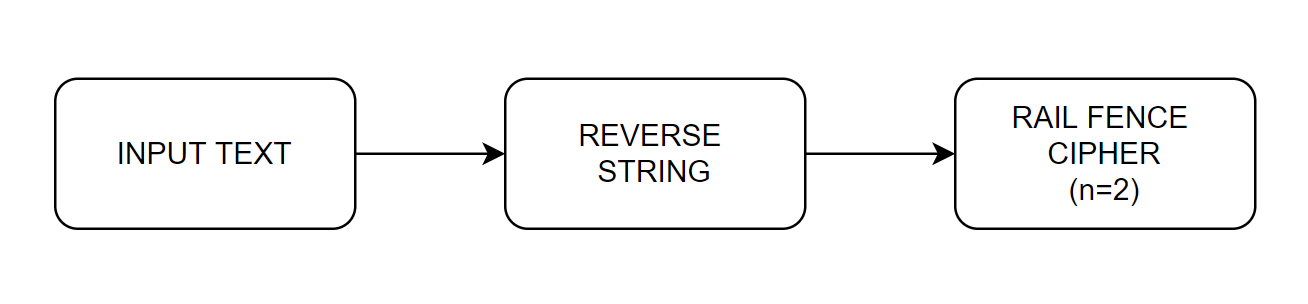 INPUT TEXT
REVERSE
STRING
RAIL FENCE
CIPHER
(n=2)